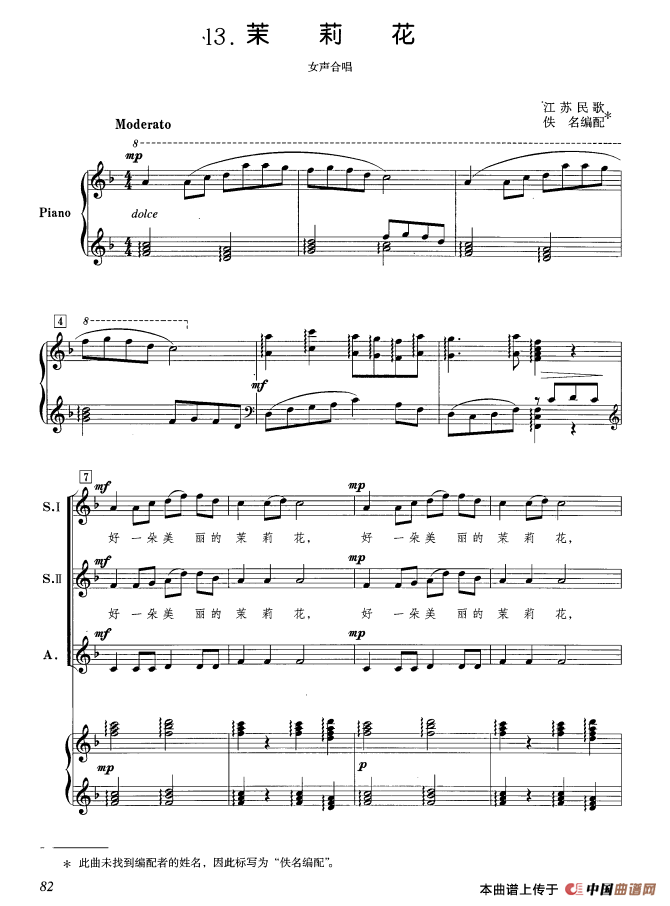 13. 茉 莉 花
女声合唱
江苏民歌
佚 名编配*
Moderato
8
mp
4
4
Piano
dolce
4
4
4
8
mf
7
mf
mp
S.I
好 一 朵 美 丽 的 茉 莉 花, 好 一 朵 美 丽 的 茉 莉 花,
mf
mp
S.II
好 一 朵 美 丽 的 茉 莉 花, 好 一 朵 美 丽 的 茉 莉 花,
mf
mp
A.
mp
p
* 此曲未找到编配者的姓名,因此标写为“佚名编配”。
82
本曲谱上传于 中国曲谱网